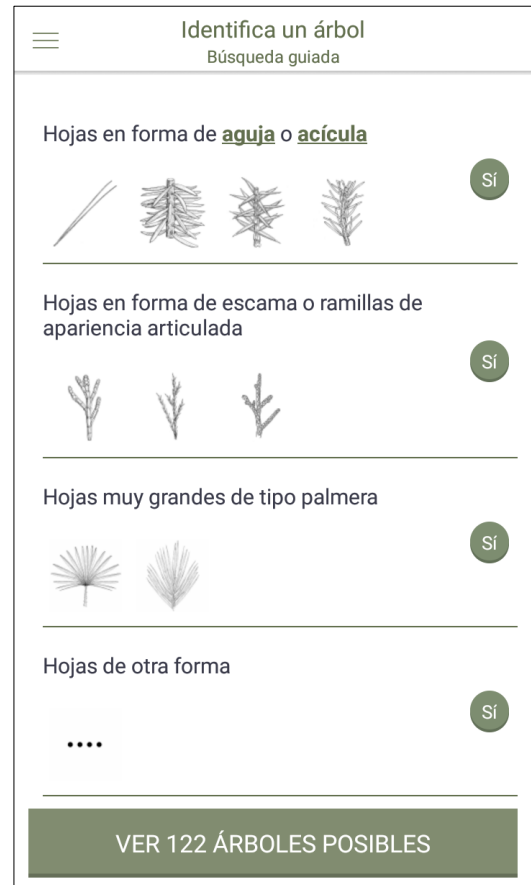 Identifica un árbol
Búsqueda guiada
Hojas en forma de aguja o acícula
Sí
Hojas en forma de escama o ramillas de
apariencia articulada
Sí
Hojas muy grandes de tipo palmera
Sí
Hojas de otra forma
Sí
VER 122 ÁRBOLES POSIBLES